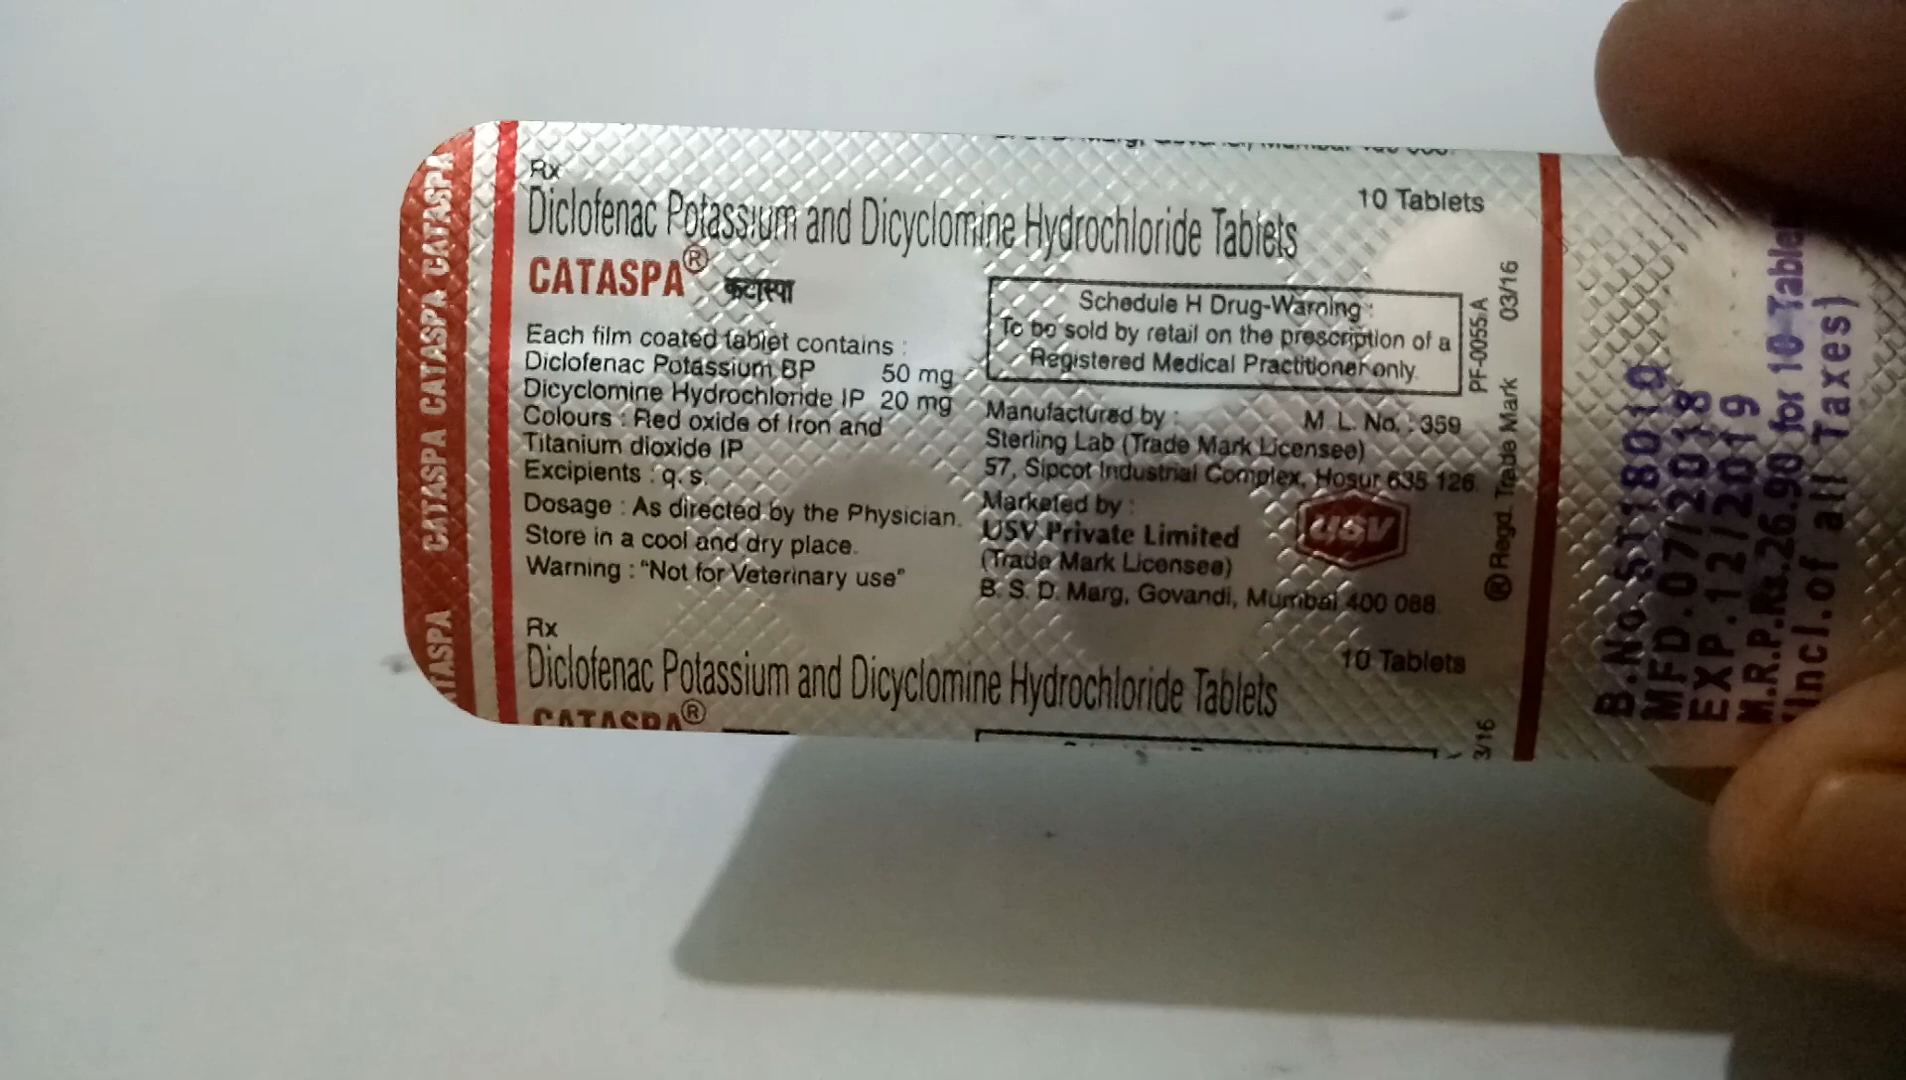 CATASPA CATASPA CATASPA CATASPA
Rx
Diclofenac Potassium and Dicyclomine Hydrochloride Tablets
10 Tablets
CATASPA® कटास्पा
Each film coated tablet contains :
Diclofenac Potassium BP 50 mg
Dicyclomine Hydrochloride IP 20 mg
Colours : Red oxide of Iron and
Titanium dioxide IP
Excipients : q. s.
Dosage : As directed by the Physician.
Store in a cool and dry place.
Warning : “Not for Veterinary use”
Schedule H Drug-Warning :
To be sold by retail on the prescription of a
Registered Medical Practitioner only.
Manufactured by : M. L. No. : 359
Sterling Lab (Trade Mark Licensee)
57, Sipcot Industrial Complex, Hosur 635 126.
Marketed by :
USV Private Limited
(Trade Mark Licensee)
B. S. D. Marg, Govandi, Mumbai 400 088.
USV
PF-0055.A
® Regd. Trade Mark 03/16
Rx
Diclofenac Potassium and Dicyclomine Hydrochloride Tablets
10 Tablets
CATASPA®
3/16
B.No.ST18010
MFD.07/2018
EXP.12/2019
M.R.P.Rs.26.90 for 10 Table
(Incl.of all Taxes)